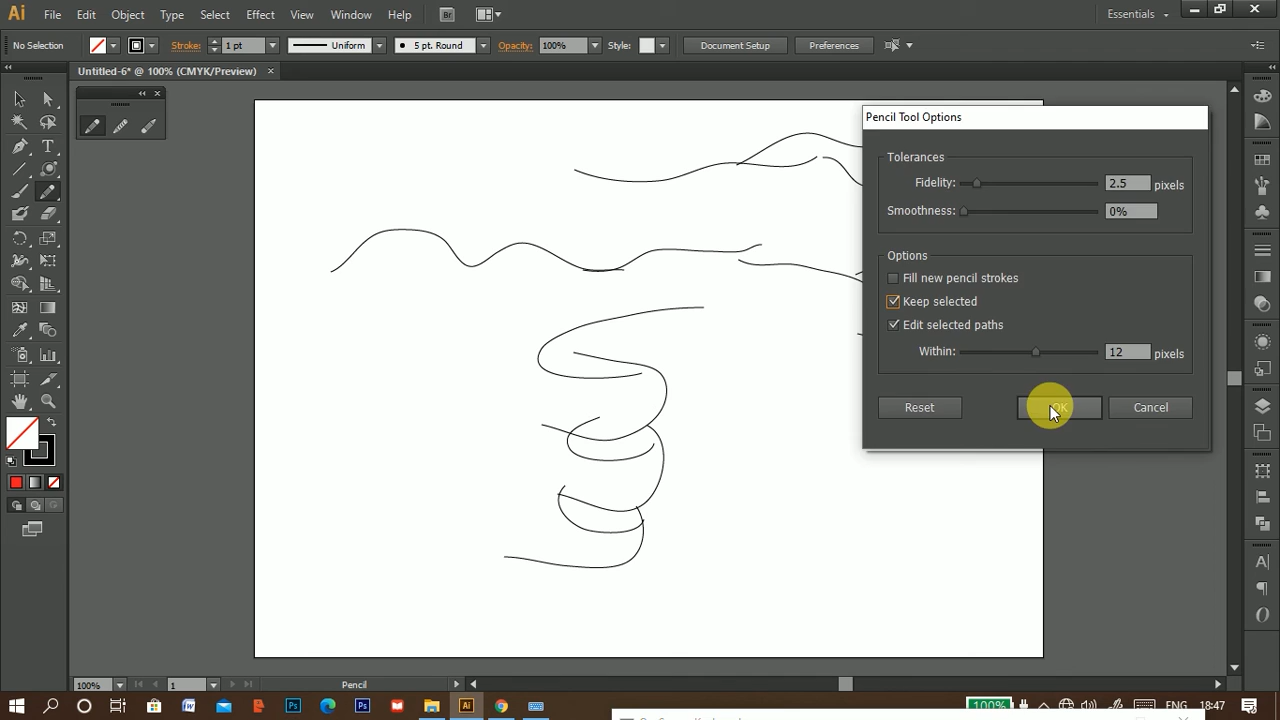 Ai File Edit Object Type Select Effect View Window Help Br Essentials
No Selection Stroke: 1 pt Uniform 5 pt. Round Opacity: 100% Style: Document Setup Preferences
Untitled-6* @ 100% (CMYK/Preview)
Pencil Tool Options
Tolerances
Fidelity: 2.5 pixels
Smoothness: 0%
Options
Fill new pencil strokes
Keep selected
Edit selected paths
Within: 12 pixels
Reset OK Cancel
100% 1 Pencil
100% ENG 18:47